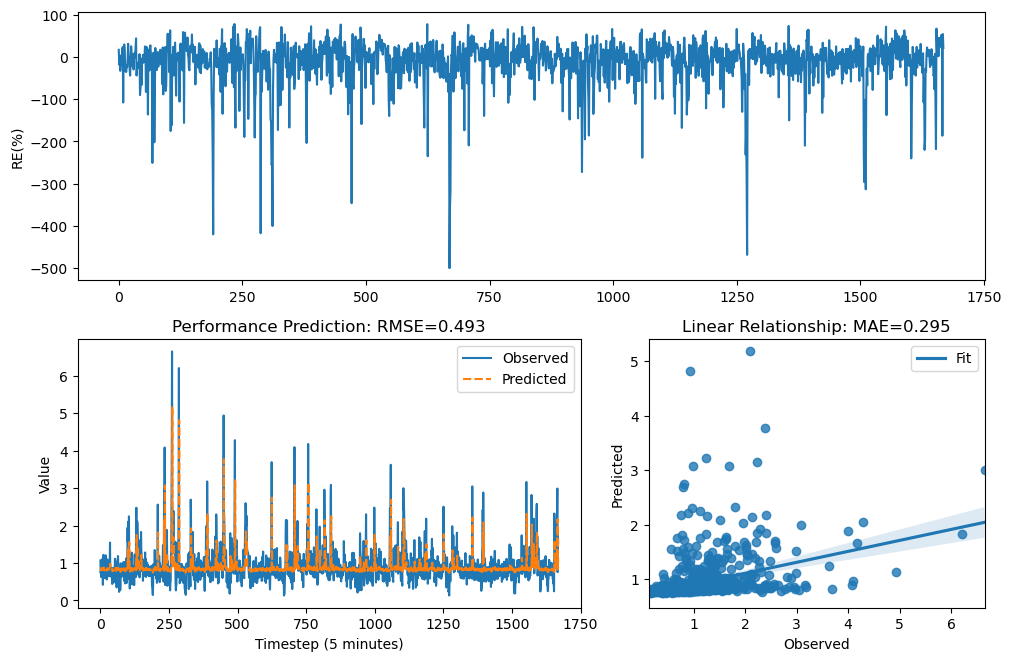 100
0
−100
−200
−300
−400
−500
RE(%)
0 250 500 750 1000 1250 1500 1750
Performance Prediction: RMSE=0.493
Observed
Predicted
6
5
4
3
2
1
0
Value
0 250 500 750 1000 1250 1500 1750
Timestep (5 minutes)
Linear Relationship: MAE=0.295
Fit
5
4
3
2
1
Predicted
1 2 3 4 5 6
Observed